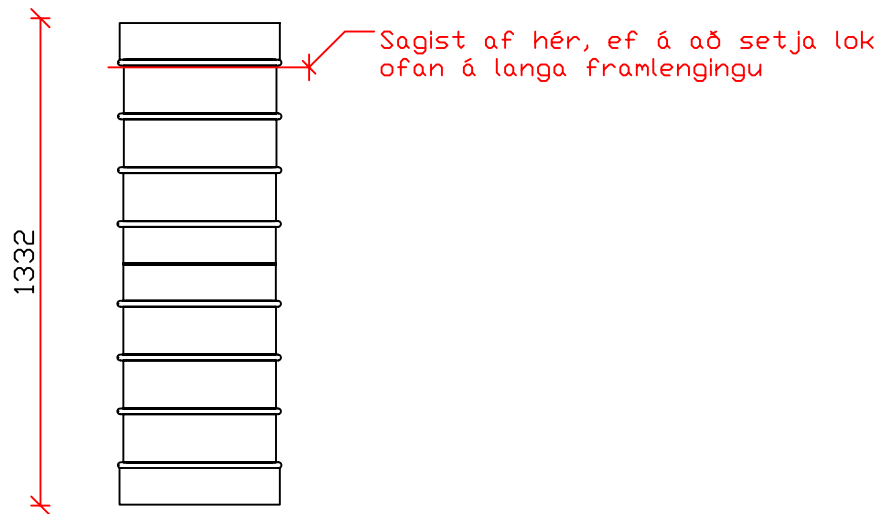 Sagist af hér, ef á að setja lok
ofan á langa framlengingu
1332